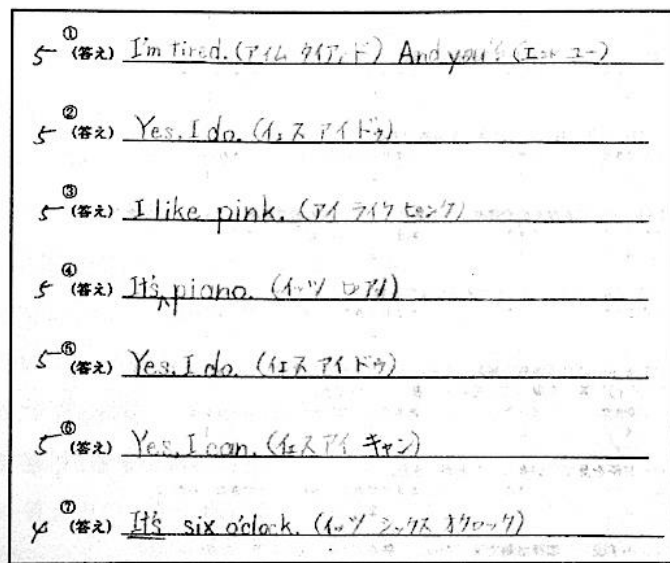 5 ① (答え) I'm tired. (アイム タイアード) And you? (エンド ユー)
5 ② (答え) Yes, I do. (イェス アイ ドゥ)
5 ③ (答え) I like pink. (アイ ライク ピンク)
5 ④ (答え) It's piano. (イッツ ピアノ)
5 ⑤ (答え) Yes, I do. (イエス アイ ドゥ)
5 ⑥ (答え) Yes, I can. (イエス アイ キャン)
4 ⑦ (答え) It's six o'clock. (イッツ シックス オクロック)